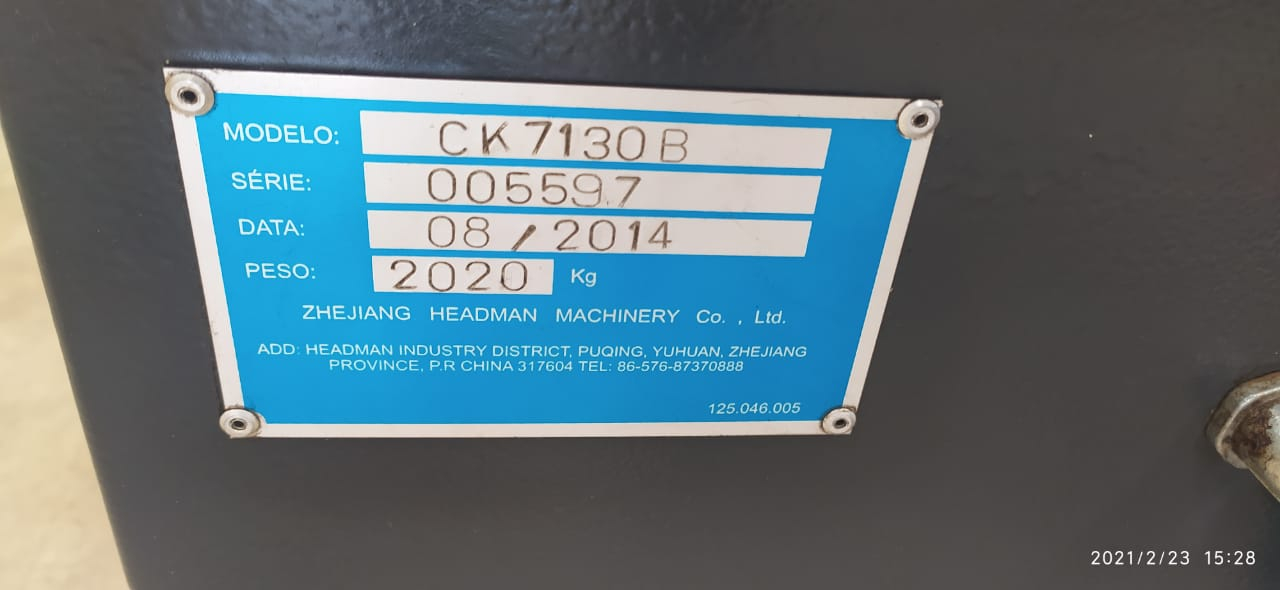 MODELO: CK7130B
SÉRIE: 005597
DATA: 08/2014
PESO: 2020 Kg
ZHEJIANG HEADMAN MACHINERY Co. , Ltd.
ADD: HEADMAN INDUSTRY DISTRICT, PUQING, YUHUAN, ZHEJIANG
PROVINCE, P.R CHINA 317604 TEL: 86-576-87370888
125.046.005
2021/2/23 15:28